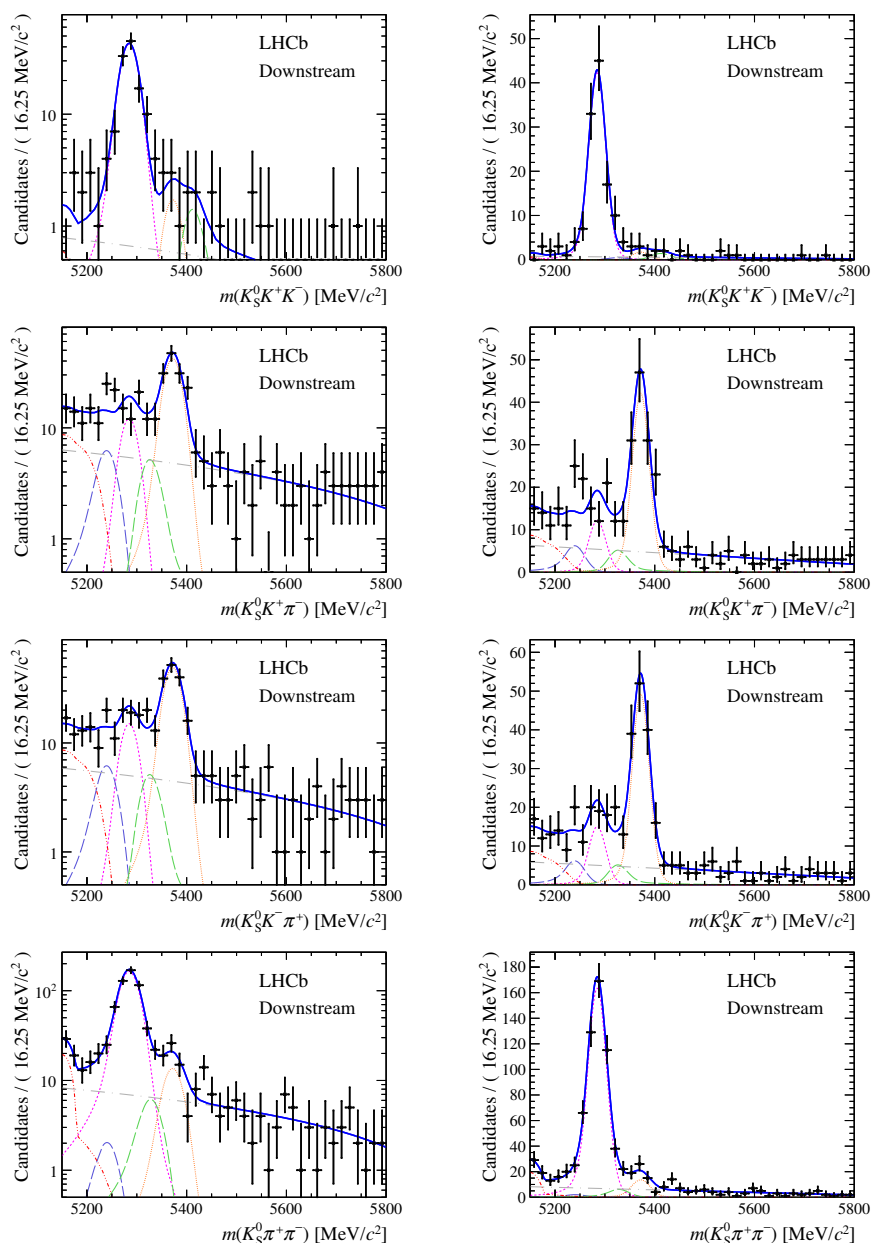 Candidates / ( 16.25 MeV/c² )
10
1
LHCb
Downstream
5200 5400 5600 5800
m(K⁰_S K⁺K⁻) [MeV/c²]
Candidates / ( 16.25 MeV/c² )
50
40
30
20
10
0
LHCb
Downstream
5200 5400 5600 5800
m(K⁰_S K⁺K⁻) [MeV/c²]
Candidates / ( 16.25 MeV/c² )
10
1
LHCb
Downstream
5200 5400 5600 5800
m(K⁰_S K⁺π⁻) [MeV/c²]
Candidates / ( 16.25 MeV/c² )
50
40
30
20
10
0
LHCb
Downstream
5200 5400 5600 5800
m(K⁰_S K⁺π⁻) [MeV/c²]
Candidates / ( 16.25 MeV/c² )
10
1
LHCb
Downstream
5200 5400 5600 5800
m(K⁰_S K⁻π⁺) [MeV/c²]
Candidates / ( 16.25 MeV/c² )
60
50
40
30
20
10
0
LHCb
Downstream
5200 5400 5600 5800
m(K⁰_S K⁻π⁺) [MeV/c²]
Candidates / ( 16.25 MeV/c² )
10²
10
1
LHCb
Downstream
5200 5400 5600 5800
m(K⁰_S π⁺π⁻) [MeV/c²]
Candidates / ( 16.25 MeV/c² )
180
160
140
120
100
80
60
40
20
0
LHCb
Downstream
5200 5400 5600 5800
m(K⁰_S π⁺π⁻) [MeV/c²]